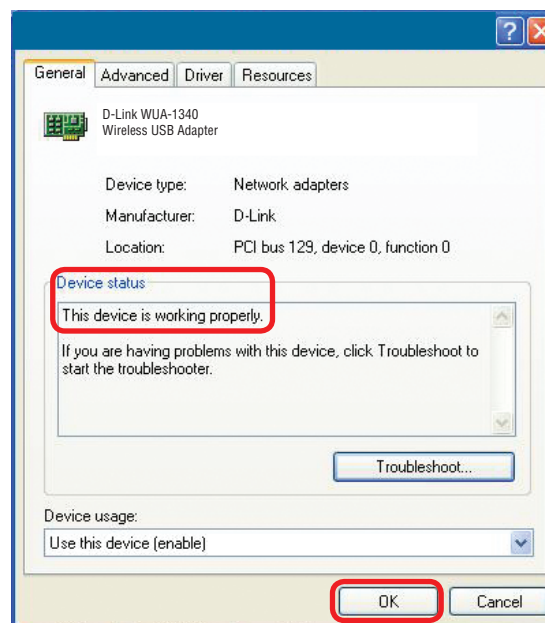 ?
General Advanced Driver Resources
D-Link WUA-1340
Wireless USB Adapter
Device type: Network adapters
Manufacturer: D-Link
Location: PCI bus 129, device 0, function 0
Device status
This device is working properly.
If you are having problems with this device, click Troubleshoot to
start the troubleshooter.
Troubleshoot...
Device usage:
Use this device (enable)
OK Cancel